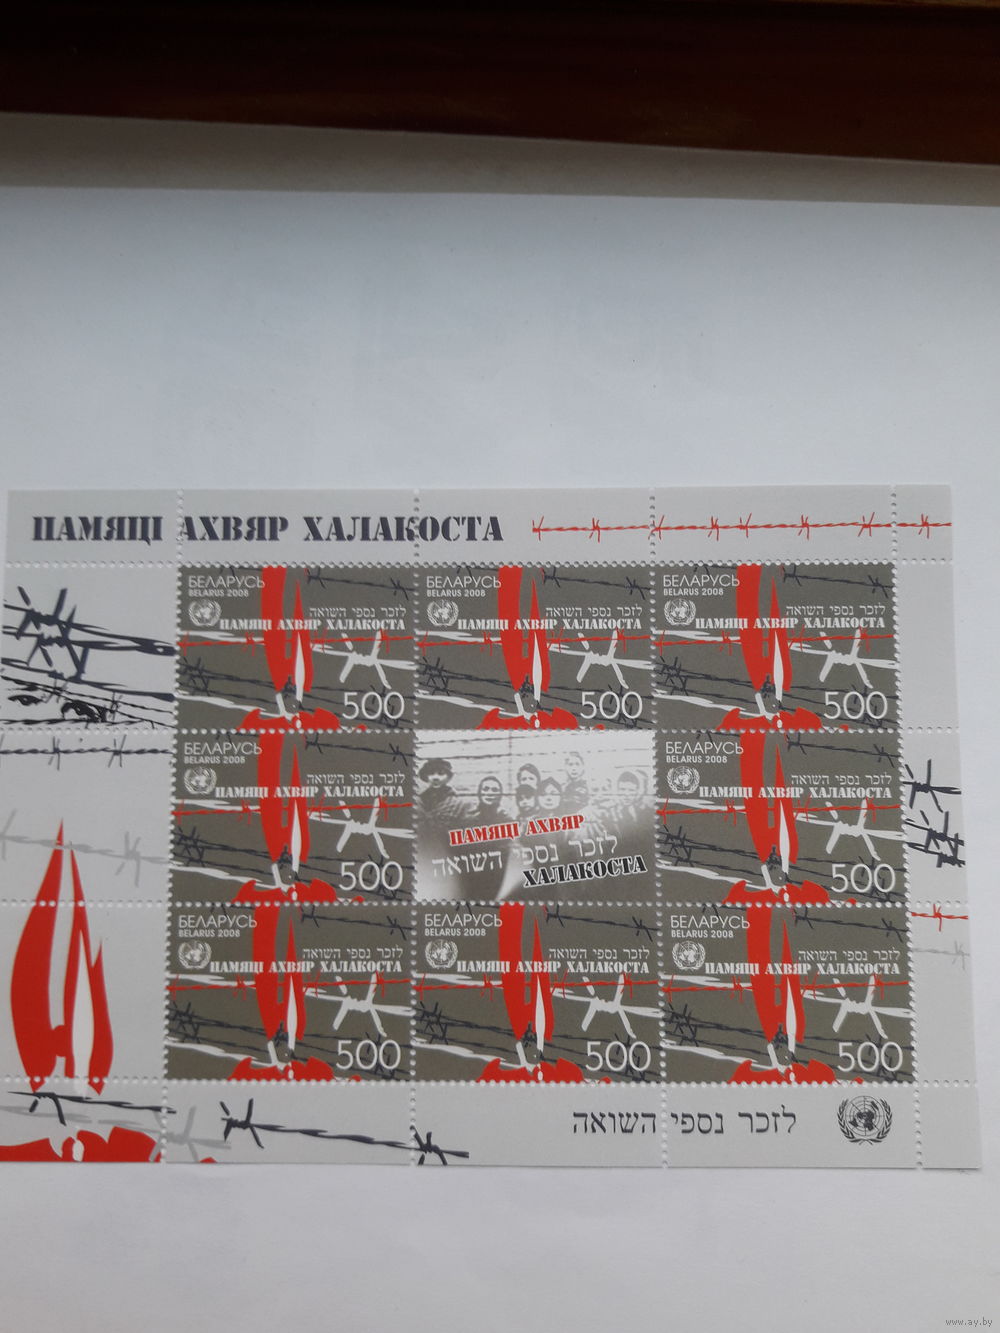 ПАМЯЦІ АХВЯР ХАЛАКОСТА
БЕЛАРУСЬ
BELARUS 2008
לזכר נספי השואה
ПАМЯЦІ АХВЯР ХАЛАКОСТА
500
БЕЛАРУСЬ
BELARUS 2008
לזכר נספי השואה
ПАМЯЦІ АХВЯР ХАЛАКОСТА
500
БЕЛАРУСЬ
BELARUS 2008
לזכר נספי השואה
ПАМЯЦІ АХВЯР ХАЛАКОСТА
500
БЕЛАРУСЬ
BELARUS 2008
לזכר נספי השואה
ПАМЯЦІ АХВЯР ХАЛАКОСТА
500
ПАМЯЦІ АХВЯР
לזכר נספי השואה
ХАЛАКОСТА
БЕЛАРУСЬ
BELARUS 2008
לזכר נספי השואה
ПАМЯЦІ АХВЯР ХАЛАКОСТА
500
БЕЛАРУСЬ
BELARUS 2008
לזכר נספי השואה
ПАМЯЦІ АХВЯР ХАЛАКОСТА
500
БЕЛАРУСЬ
BELARUS 2008
לזכר נספי השואה
ПАМЯЦІ АХВЯР ХАЛАКОСТА
500
БЕЛАРУСЬ
BELARUS 2008
לזכר נספי השואה
ПАМЯЦІ АХВЯР ХАЛАКОСТА
500
לזכר נספי השואה
www.ay.by